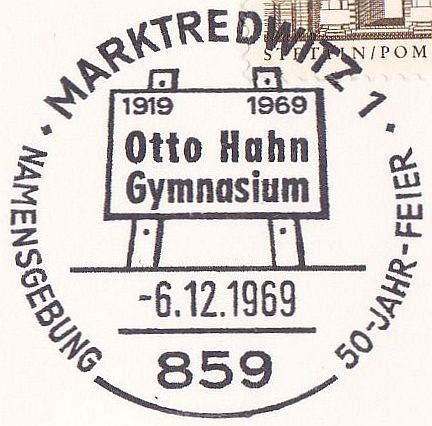 STETTIN/POM
MARKTREDWITZ 1
1919 1969
Otto Hahn
Gymnasium
NAMENSGEBUNG
50-JAHR-FEIER
-6.12.1969
859